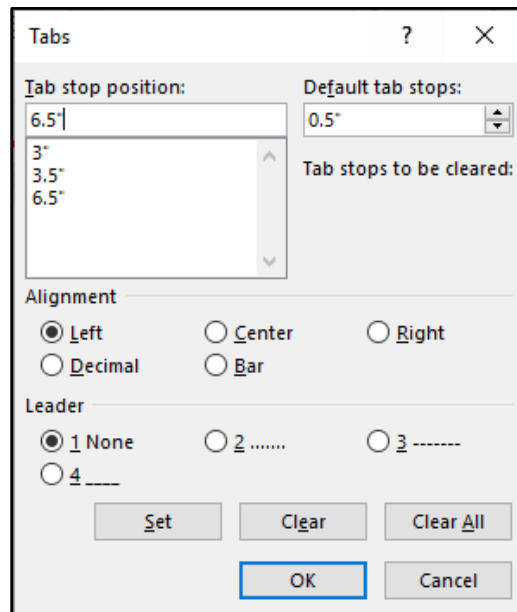 Tabs ?
Tab stop position: Default tab stops:
6.5" 0.5"
3" Tab stops to be cleared:
3.5"
6.5"
Alignment
Left Center Right
Decimal Bar
Leader
1 None 2 ....... 3 -------
4 ____
Set Clear Clear All
OK Cancel